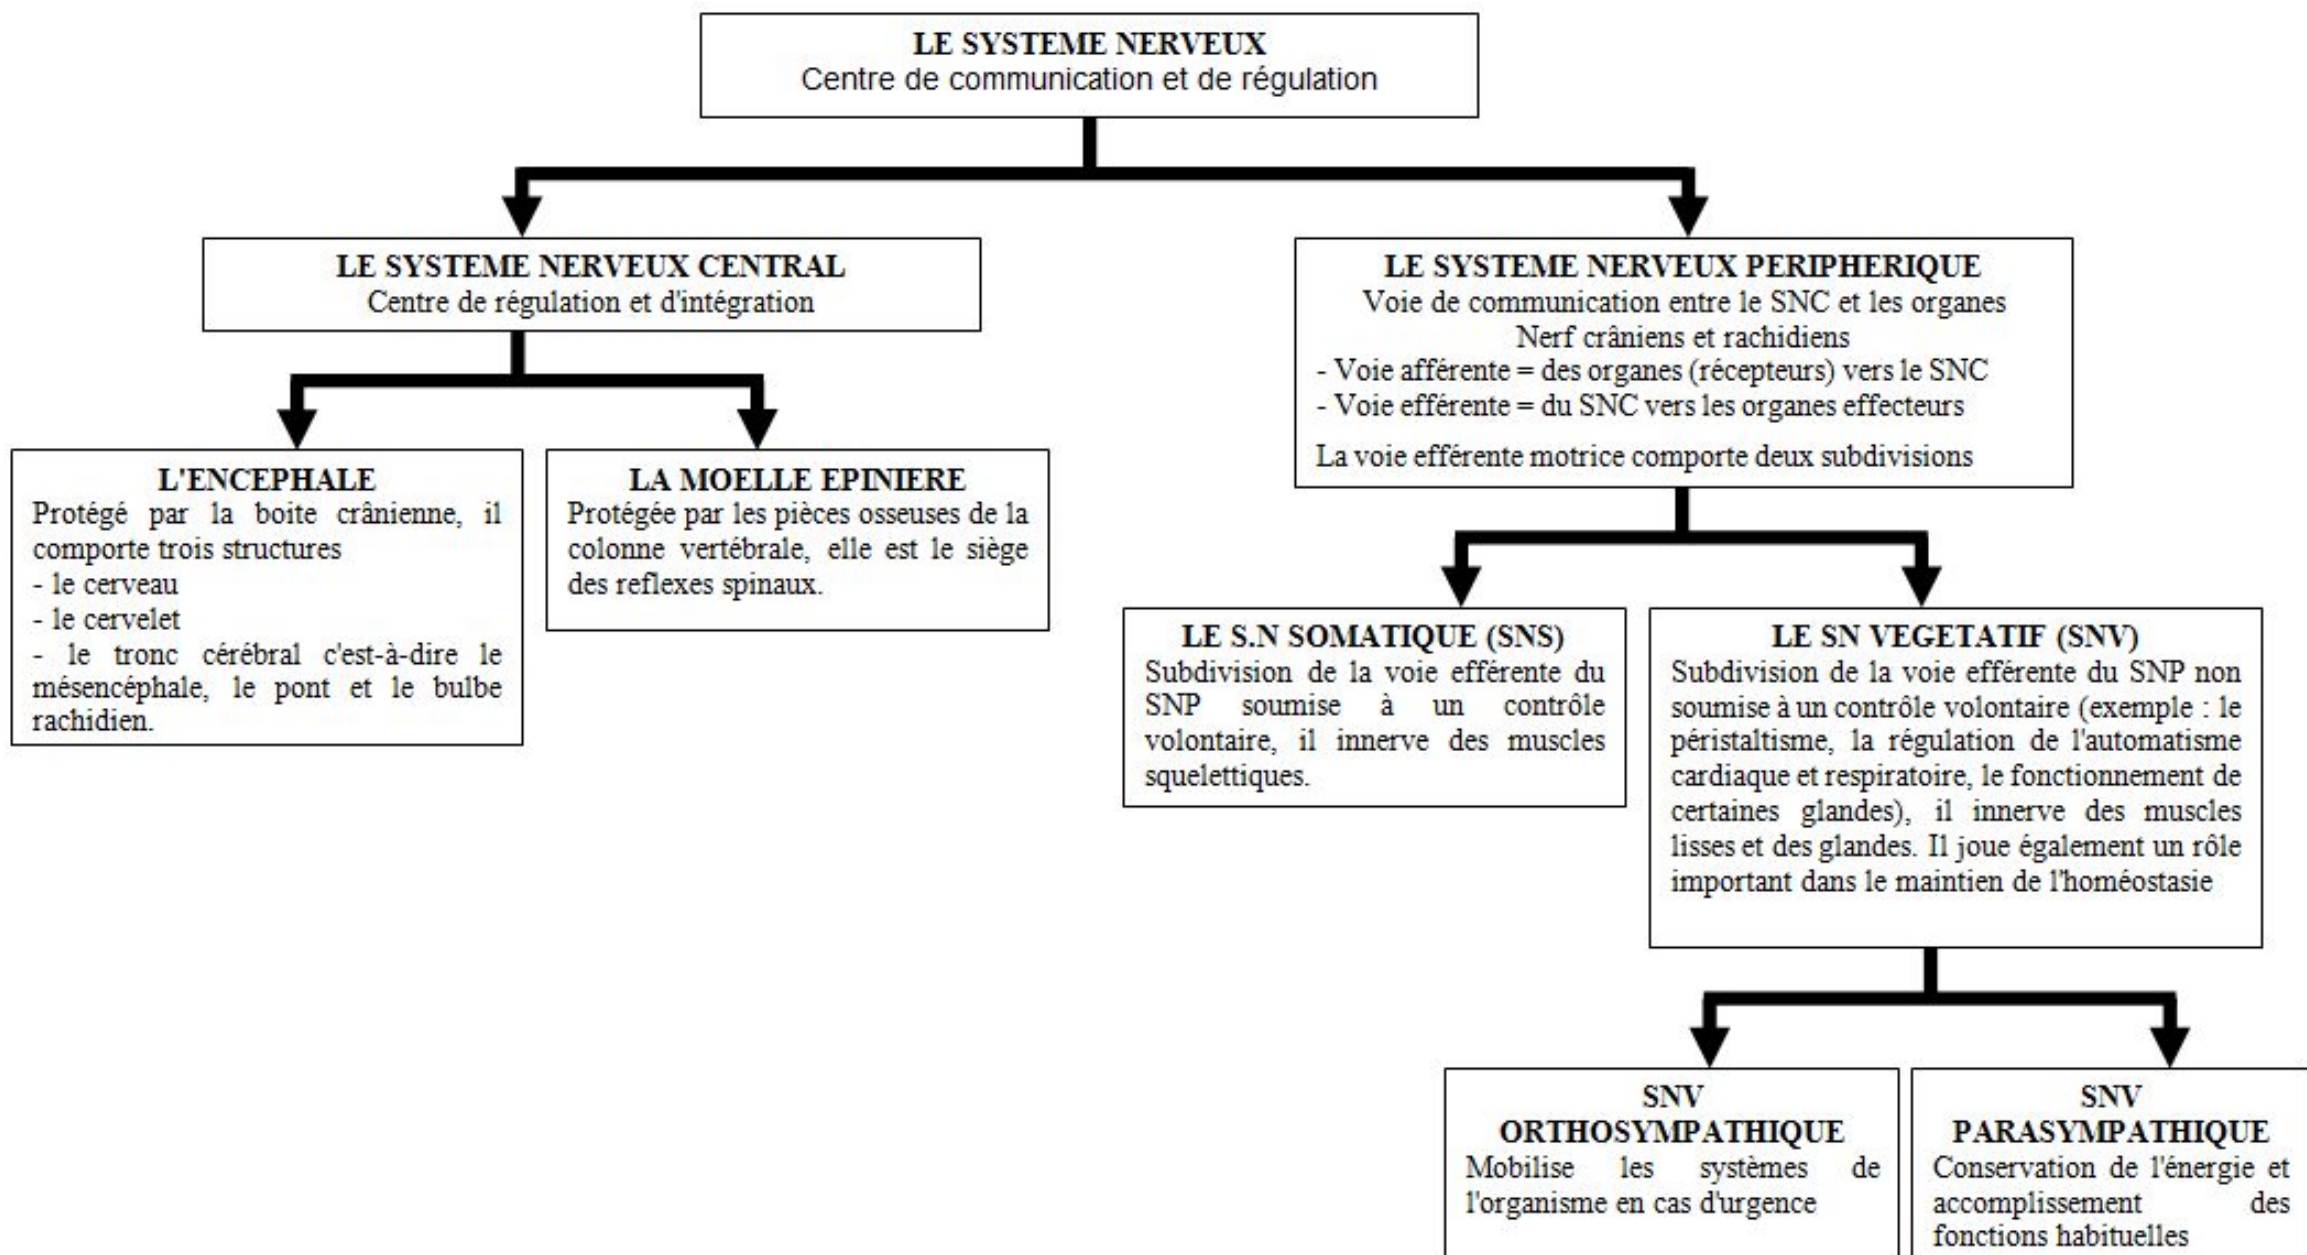 LE SYSTEME NERVEUX
Centre de communication et de régulation
LE SYSTEME NERVEUX CENTRAL
Centre de régulation et d'intégration
LE SYSTEME NERVEUX PERIPHERIQUE
Voie de communication entre le SNC et les organes
Nerf crâniens et rachidiens
- Voie afférente = des organes (récepteurs) vers le SNC
- Voie efférente = du SNC vers les organes effecteurs
La voie efférente motrice comporte deux subdivisions
L'ENCEPHALE
Protégé par la boite crânienne, il
comporte trois structures
- le cerveau
- le cervelet
- le tronc cérébral c'est-à-dire le
mésencéphale, le pont et le bulbe
rachidien.
LA MOELLE EPINIERE
Protégée par les pièces osseuses de la
colonne vertébrale, elle est le siège
des reflexes spinaux.
LE S.N SOMATIQUE (SNS)
Subdivision de la voie efférente du
SNP soumise à un contrôle
volontaire, il innerve des muscles
squelettiques.
LE SN VEGETATIF (SNV)
Subdivision de la voie efférente du SNP non
soumise à un contrôle volontaire (exemple : le
péristaltisme, la régulation de l'automatisme
cardiaque et respiratoire, le fonctionnement de
certaines glandes), il innerve des muscles
lisses et des glandes. Il joue également un rôle
important dans le maintien de l'homéostasie
SNV
ORTHOSYMPATHIQUE
Mobilise les systèmes de
l'organisme en cas d'urgence
SNV
PARASYMPATHIQUE
Conservation de l'énergie et
accomplissement des
fonctions habituelles